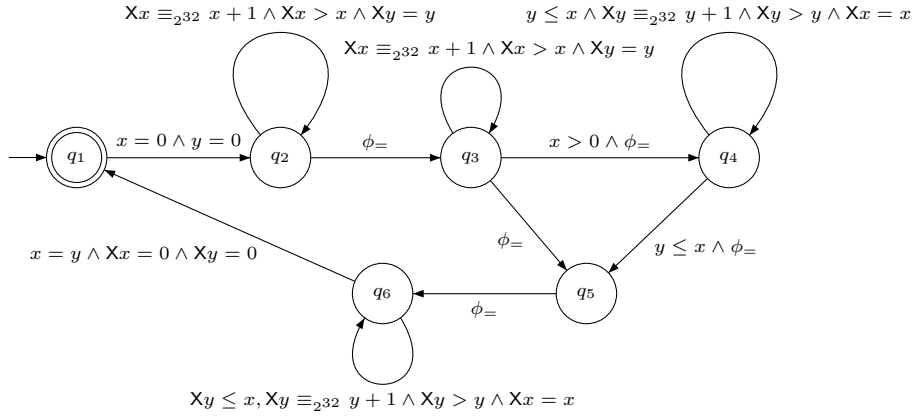 Xx ≡_{2^{32}} x + 1 ∧ Xx > x ∧ Xy = y
y ≤ x ∧ Xy ≡_{2^{32}} y + 1 ∧ Xy > y ∧ Xx = x
Xx ≡_{2^{32}} x + 1 ∧ Xx > x ∧ Xy = y
q_1
x = 0 ∧ y = 0
q_2
ϕ_=
q_3
x > 0 ∧ ϕ_=
q_4
x = y ∧ Xx = 0 ∧ Xy = 0
ϕ_=
y ≤ x ∧ ϕ_=
q_6
ϕ_=
q_5
Xy ≤ x, Xy ≡_{2^{32}} y + 1 ∧ Xy > y ∧ Xx = x